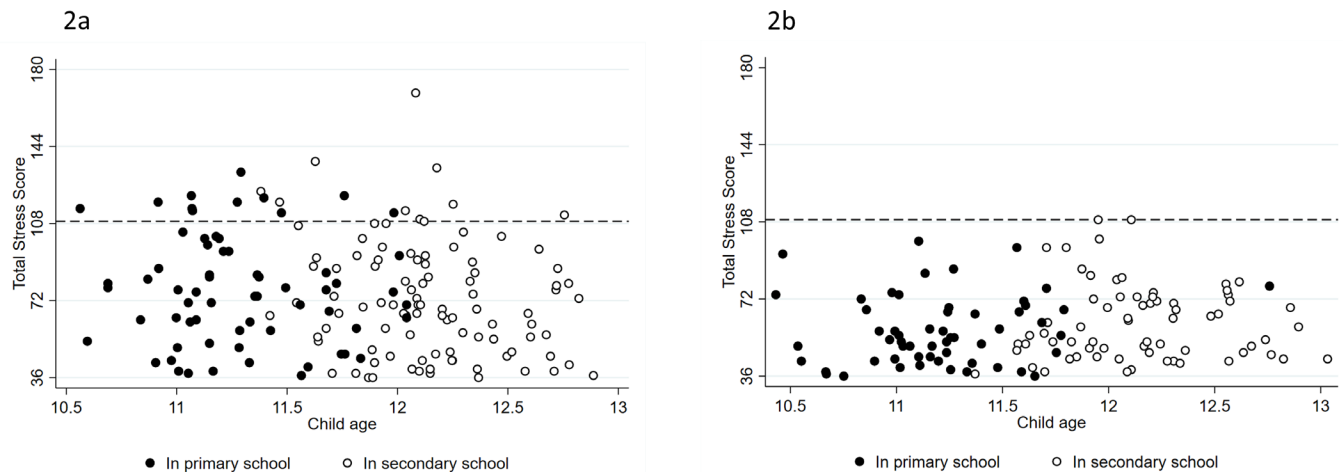 2a
Total Stress Score
180
144
108
72
36
10.5 11 11.5 12 12.5 13
Child age
In primary school In secondary school
2b
Total Stress Score
180
144
108
72
36
10.5 11 11.5 12 12.5 13
Child age
In primary school In secondary school